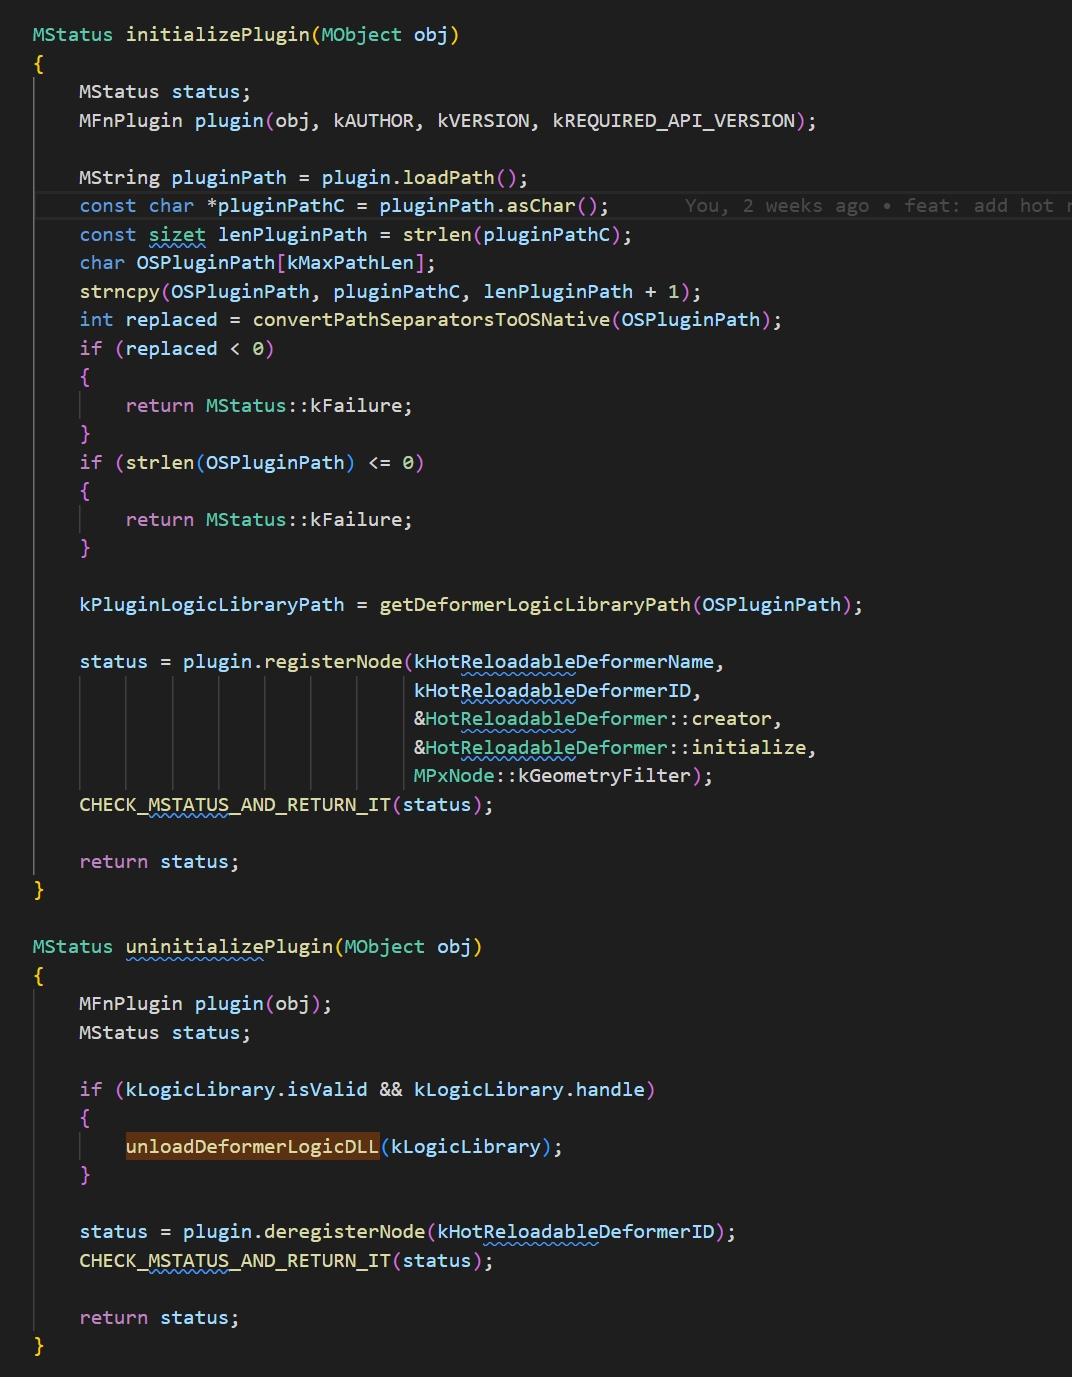 MStatus initializePlugin(MObject obj)
{
    MStatus status;
    MFnPlugin plugin(obj, kAUTHOR, kVERSION, kREQUIRED_API_VERSION);

    MString pluginPath = plugin.loadPath();
    const char *pluginPathC = pluginPath.asChar();     You, 2 weeks ago • feat: add hot
    const sizet lenPluginPath = strlen(pluginPathC);
    char OSPluginPath[kMaxPathLen];
    strncpy(OSPluginPath, pluginPathC, lenPluginPath + 1);
    int replaced = convertPathSeparatorsToOSNative(OSPluginPath);
    if (replaced < 0)
    {
        return MStatus::kFailure;
    }
    if (strlen(OSPluginPath) <= 0)
    {
        return MStatus::kFailure;
    }

    kPluginLogicLibraryPath = getDeformerLogicLibraryPath(OSPluginPath);

    status = plugin.registerNode(kHotReloadableDeformerName,
                                 kHotReloadableDeformerID,
                                 &HotReloadableDeformer::creator,
                                 &HotReloadableDeformer::initialize,
                                 MPxNode::kGeometryFilter);
    CHECK_MSTATUS_AND_RETURN_IT(status);

    return status;
}

MStatus uninitializePlugin(MObject obj)
{
    MFnPlugin plugin(obj);
    MStatus status;

    if (kLogicLibrary.isValid && kLogicLibrary.handle)
    {
        unloadDeformerLogicDLL(kLogicLibrary);
    }

    status = plugin.deregisterNode(kHotReloadableDeformerID);
    CHECK_MSTATUS_AND_RETURN_IT(status);

    return status;
}